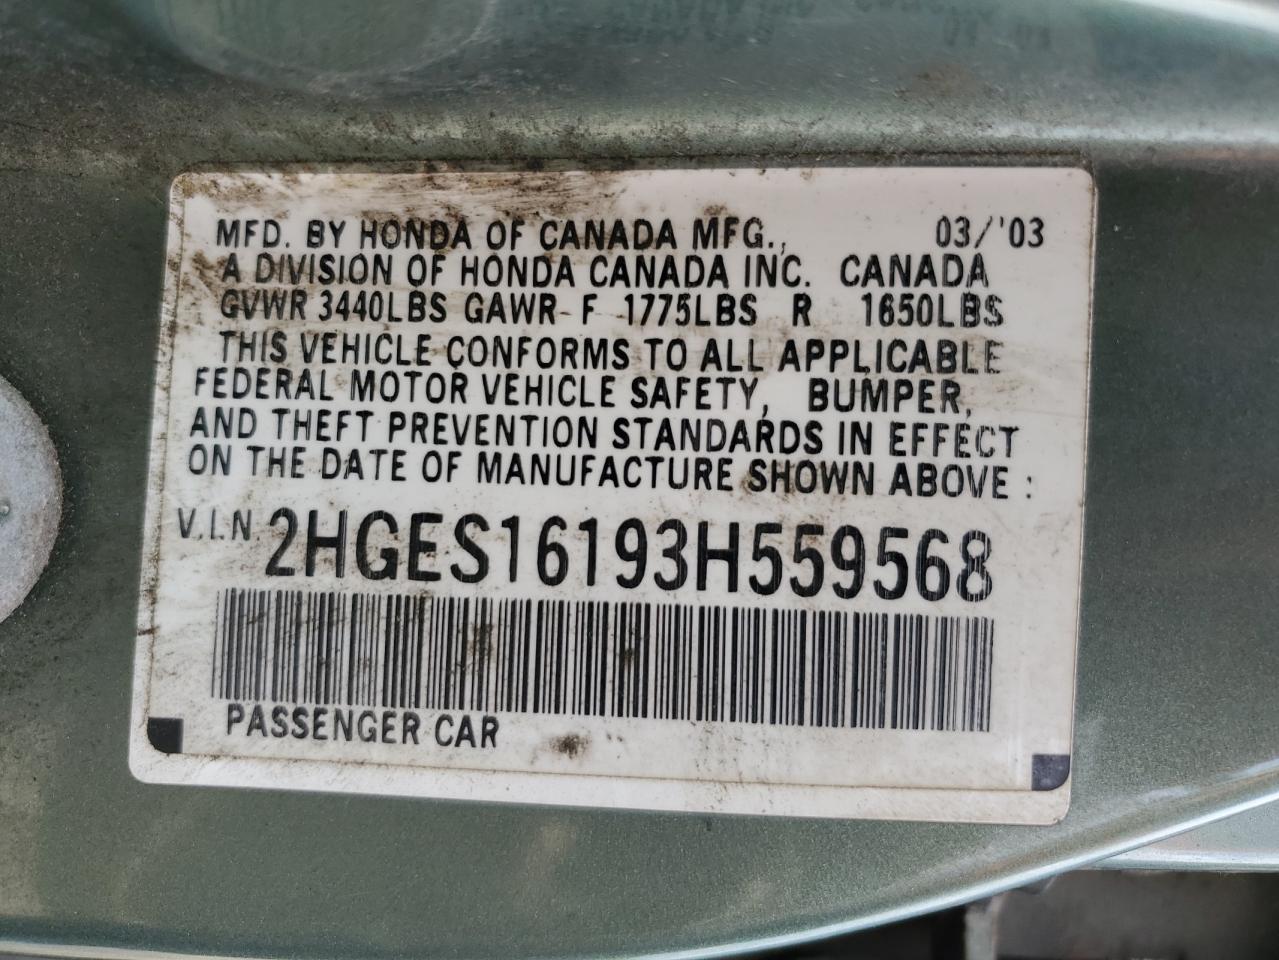 MFD. BY HONDA OF CANADA MFG., 03/'03
A DIVISION OF HONDA CANADA INC. CANADA
GVWR 3440LBS GAWR F 1775LBS R 1650LBS
THIS VEHICLE CONFORMS TO ALL APPLICABLE
FEDERAL MOTOR VEHICLE SAFETY, BUMPER,
AND THEFT PREVENTION STANDARDS IN EFFECT
ON THE DATE OF MANUFACTURE SHOWN ABOVE :
V.I.N. 2HGES16193H559568
PASSENGER CAR